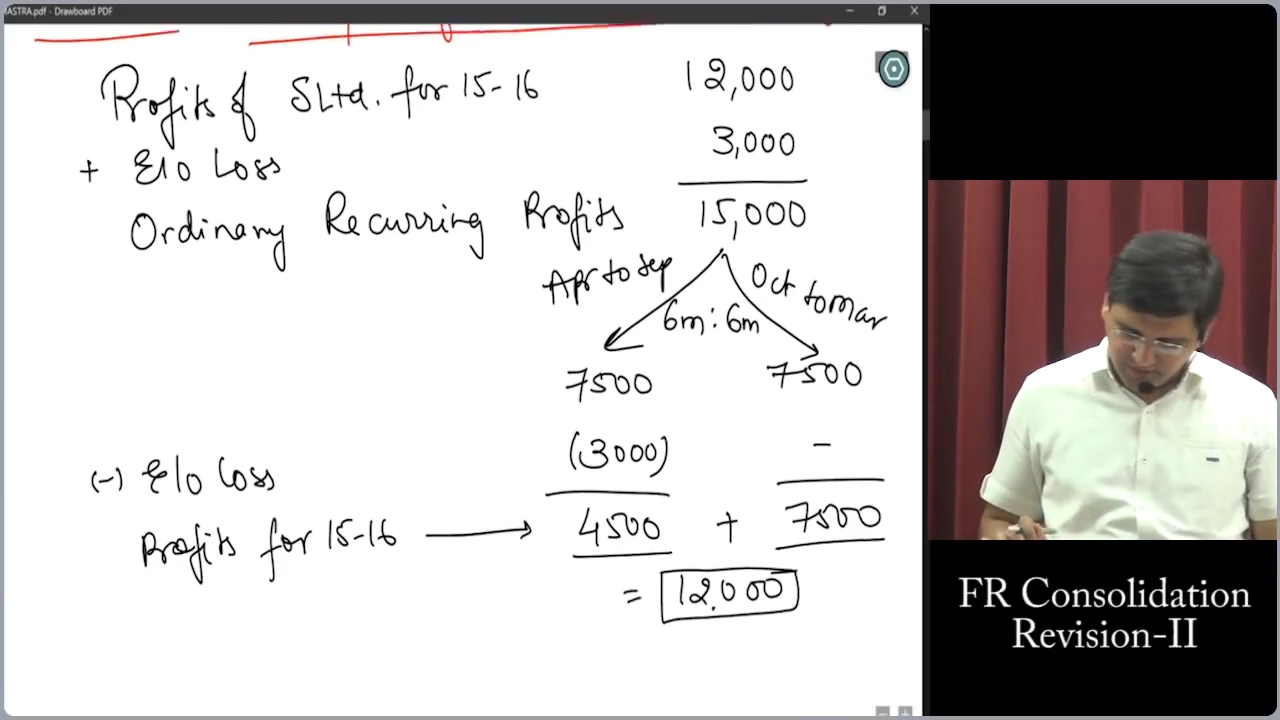 ASTRA.pdf - Drawboard PDF
Profits of S Ltd. for 15-16 12,000
+ E/O Loss 3,000
Ordinary Recurring Profits 15,000
Apr to Sep Oct to mar
6m : 6m
7500 7500
(-) E/O Loss (3000) -
Profits for 15-16 → 4500 + 7500
= 12,000
FR Consolidation
Revision-II